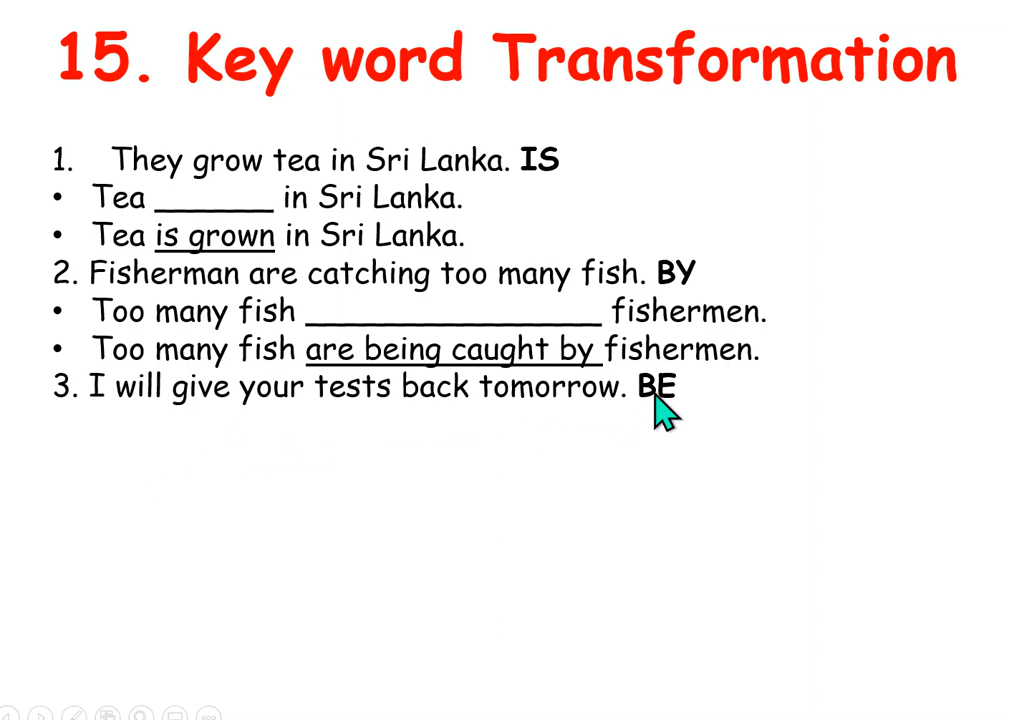 15. Key word Transformation
1. They grow tea in Sri Lanka. IS
• Tea _______ in Sri Lanka.
• Tea is grown in Sri Lanka.
2. Fisherman are catching too many fish. BY
• Too many fish _________________ fishermen.
• Too many fish are being caught by fishermen.
3. I will give your tests back tomorrow. BE